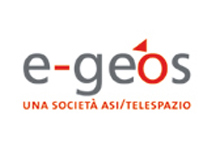 e-geos
UNA SOCIETÀ ASI/TELESPAZIO